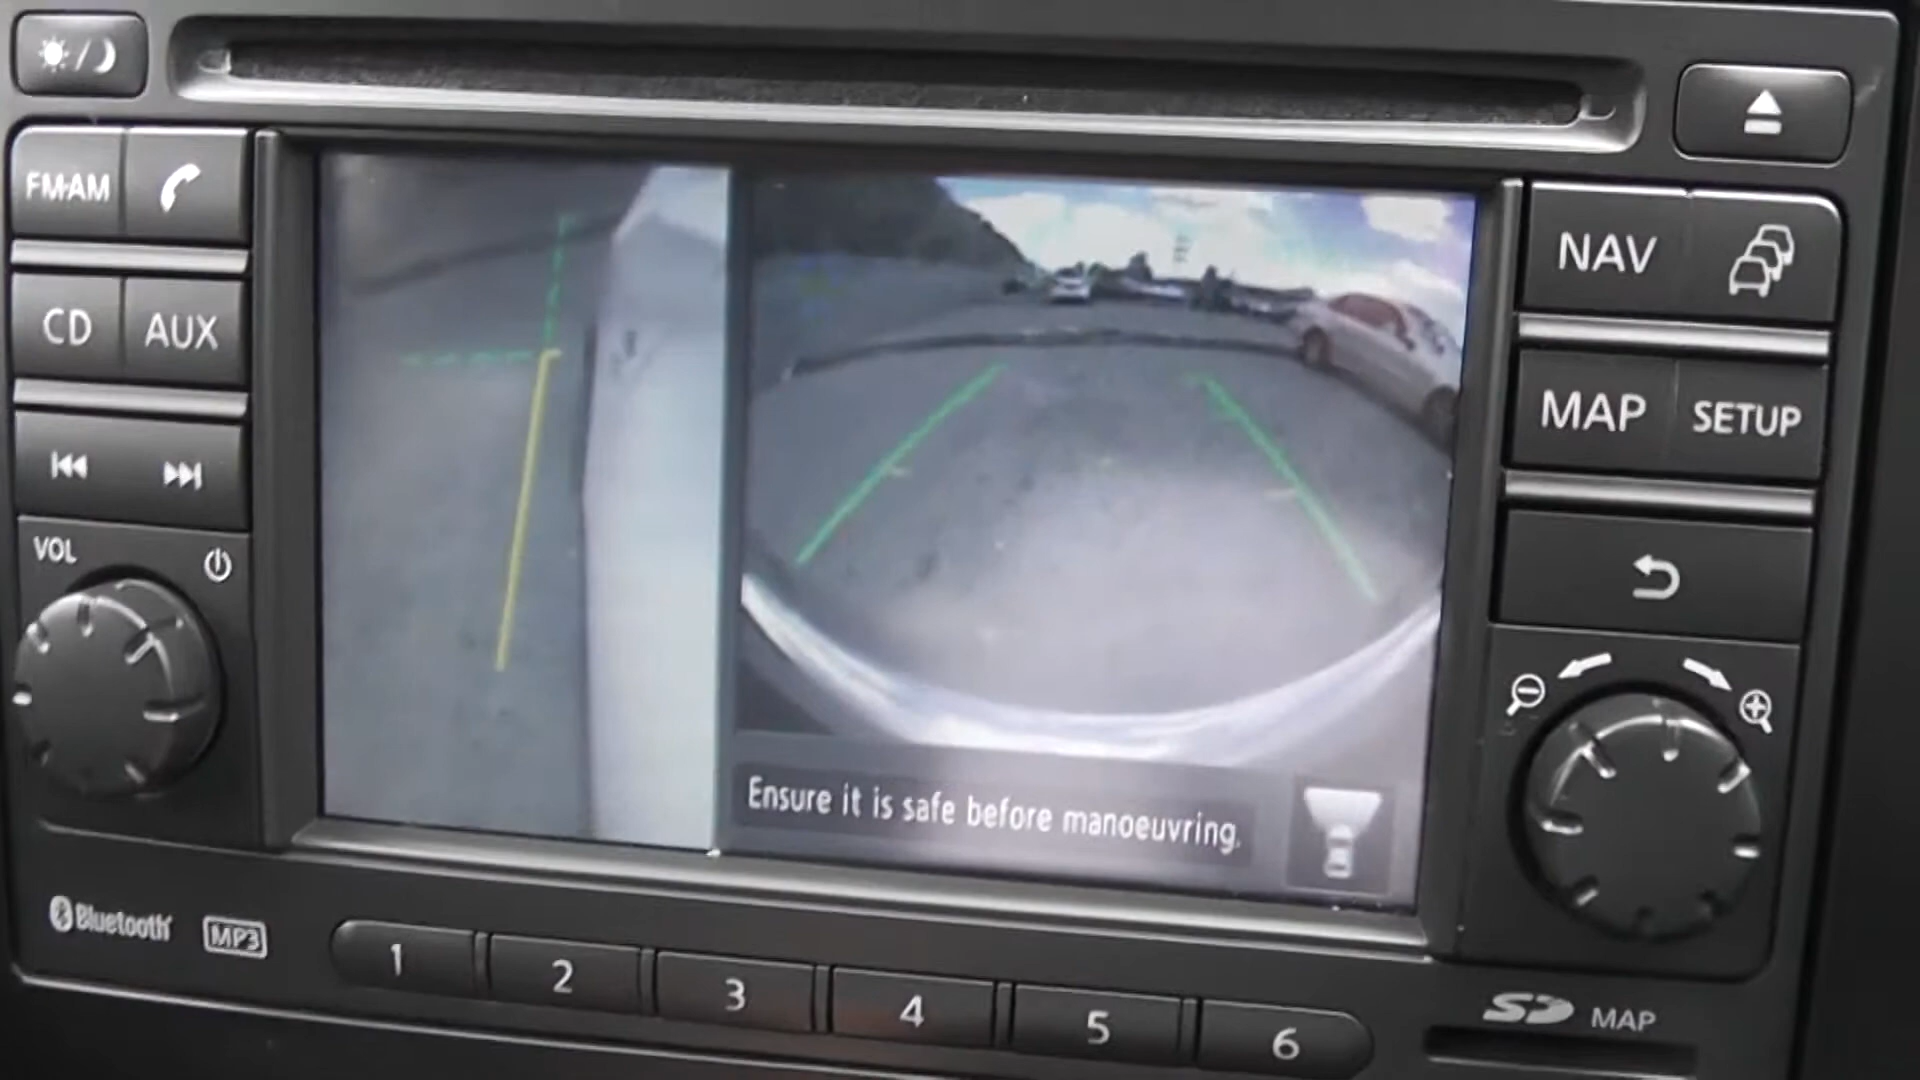 FM·AM
CD AUX
VOL
NAV
MAP SETUP
Ensure it is safe before manoeuvring.
Bluetooth MP3
1 2 3 4 5 6
SD MAP